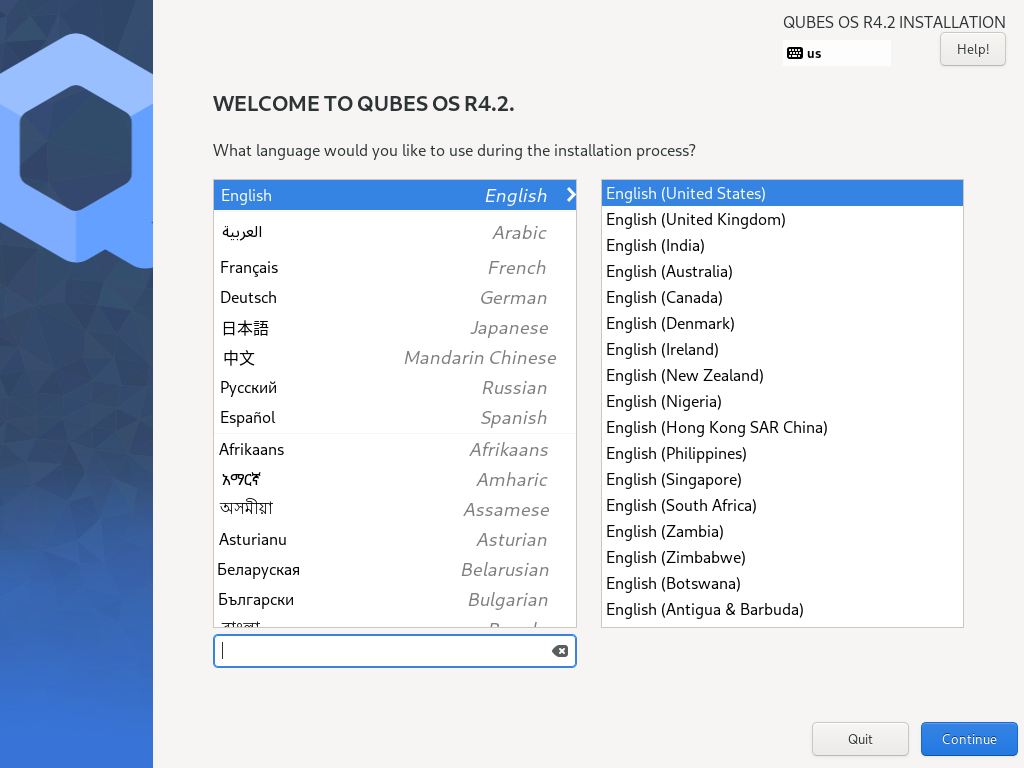 QUBES OS R4.2 INSTALLATION
us
Help!
WELCOME TO QUBES OS R4.2.
What language would you like to use during the installation process?
English English
العربية Arabic
Français French
Deutsch German
日本語 Japanese
中文 Mandarin Chinese
Русский Russian
Español Spanish
Afrikaans Afrikaans
አማርኛ Amharic
অসমীয়া Assamese
Asturianu Asturian
Беларуская Belarusian
Български Bulgarian
English (United States)
English (United Kingdom)
English (India)
English (Australia)
English (Canada)
English (Denmark)
English (Ireland)
English (New Zealand)
English (Nigeria)
English (Hong Kong SAR China)
English (Philippines)
English (Singapore)
English (South Africa)
English (Zambia)
English (Zimbabwe)
English (Botswana)
English (Antigua & Barbuda)
Quit
Continue